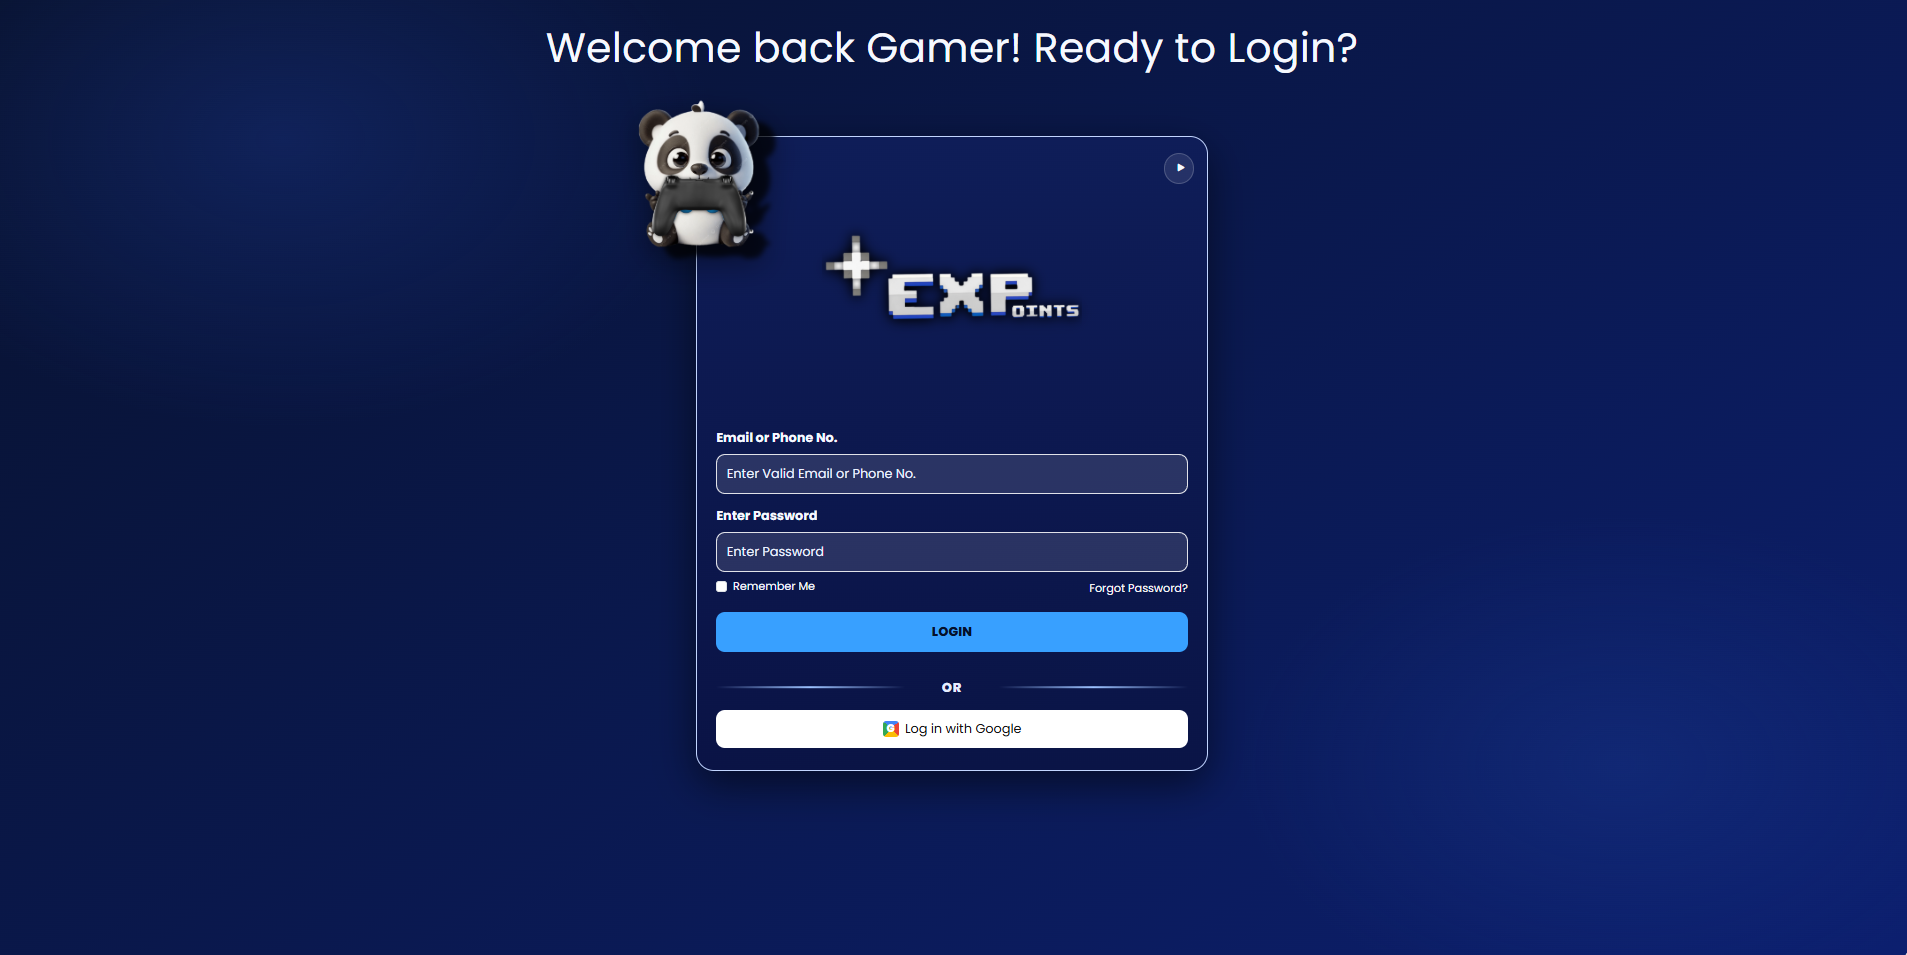 Welcome back Gamer! Ready to Login?
+EXPOINTS
Email or Phone No.
Enter Valid Email or Phone No.
Enter Password
Enter Password
Remember Me
Forgot Password?
LOGIN
OR
G Log in with Google